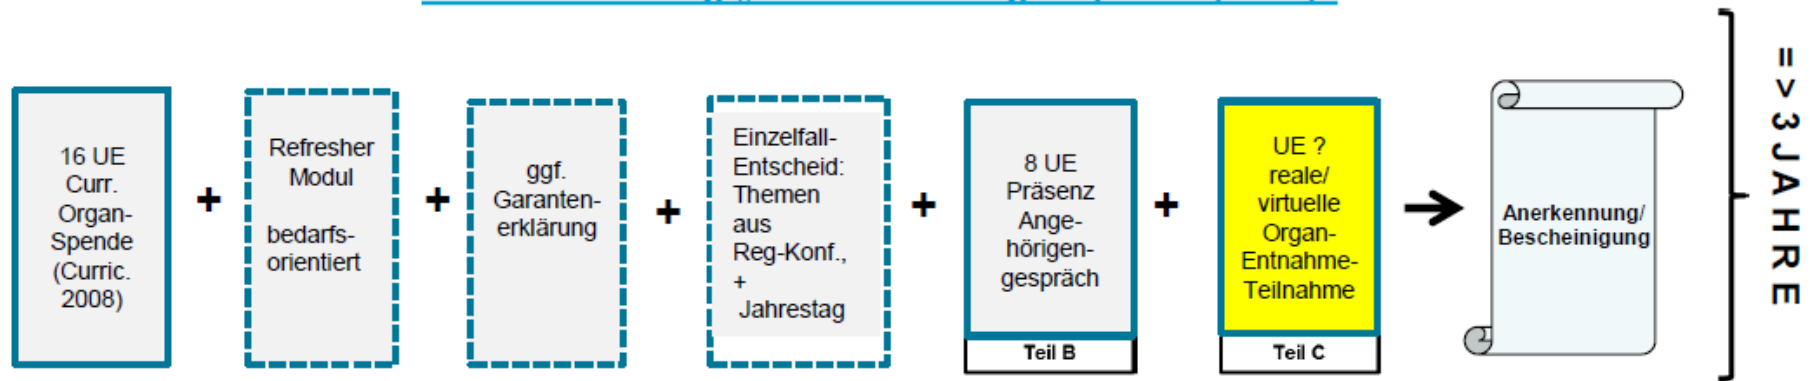 16 UE
Curr.
Organ-
Spende
(Curric.
2008)
+
Refresher
Modul
bedarfs-
orientiert
+
ggf.
Garanten-
erklärung
+
Einzelfall-
Entscheid:
Themen
aus
Reg-Konf.,
+
Jahrestag
+
8 UE
Präsenz
Ange-
hörigen-
gespräch
Teil B
+
UE ?
reale/
virtuelle
Organ-
Entnahme-
Teilnahme
Teil C
Anerkennung/
Bescheinigung
=> 3 JAHRE